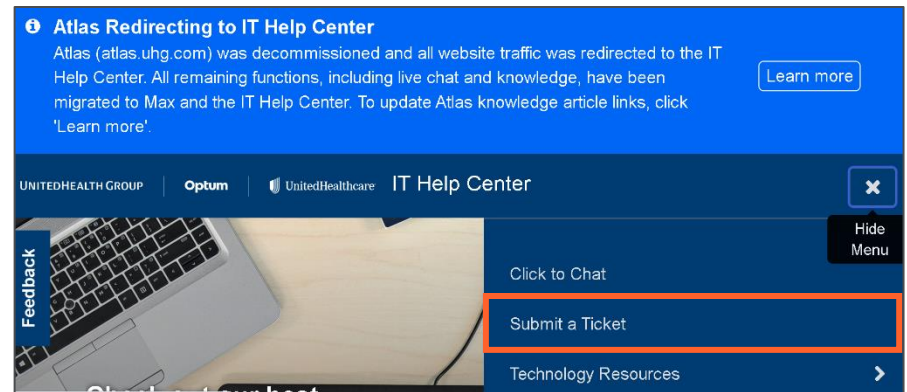 Atlas Redirecting to IT Help Center
Atlas (atlas.uhg.com) was decommissioned and all website traffic was redirected to the IT
Help Center. All remaining functions, including live chat and knowledge, have been
migrated to Max and the IT Help Center. To update Atlas knowledge article links, click
'Learn more'.
Learn more
UNITEDHEALTH GROUP
Optum
UnitedHealthcare
IT Help Center
Hide
Menu
Feedback
Click to Chat
Submit a Ticket
Technology Resources